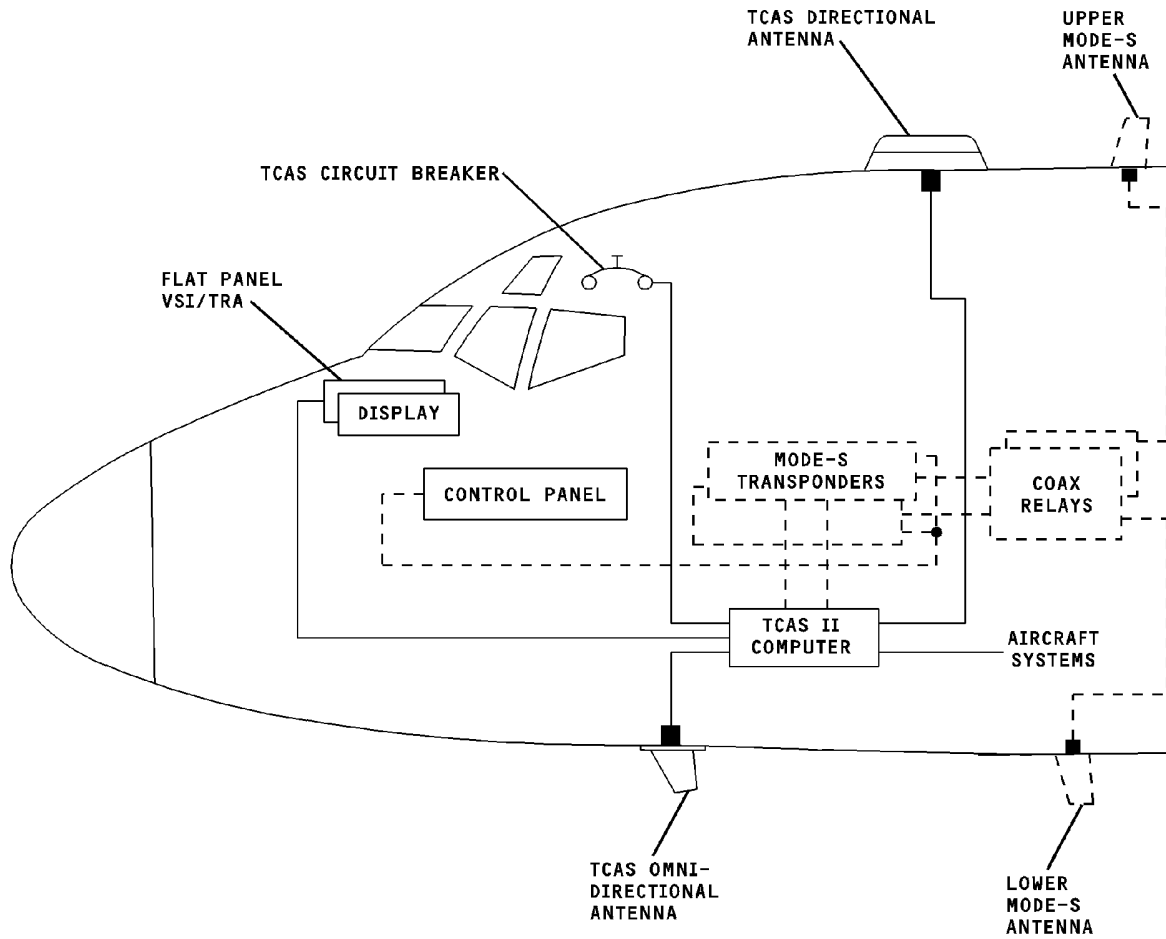 TCAS DIRECTIONAL
ANTENNA
UPPER
MODE-S
ANTENNA
TCAS CIRCUIT BREAKER
FLAT PANEL
VSI/TRA
DISPLAY
CONTROL PANEL
MODE-S
TRANSPONDERS
COAX
RELAYS
TCAS II
COMPUTER
AIRCRAFT
SYSTEMS
TCAS OMNI-
DIRECTIONAL
ANTENNA
LOWER
MODE-S
ANTENNA